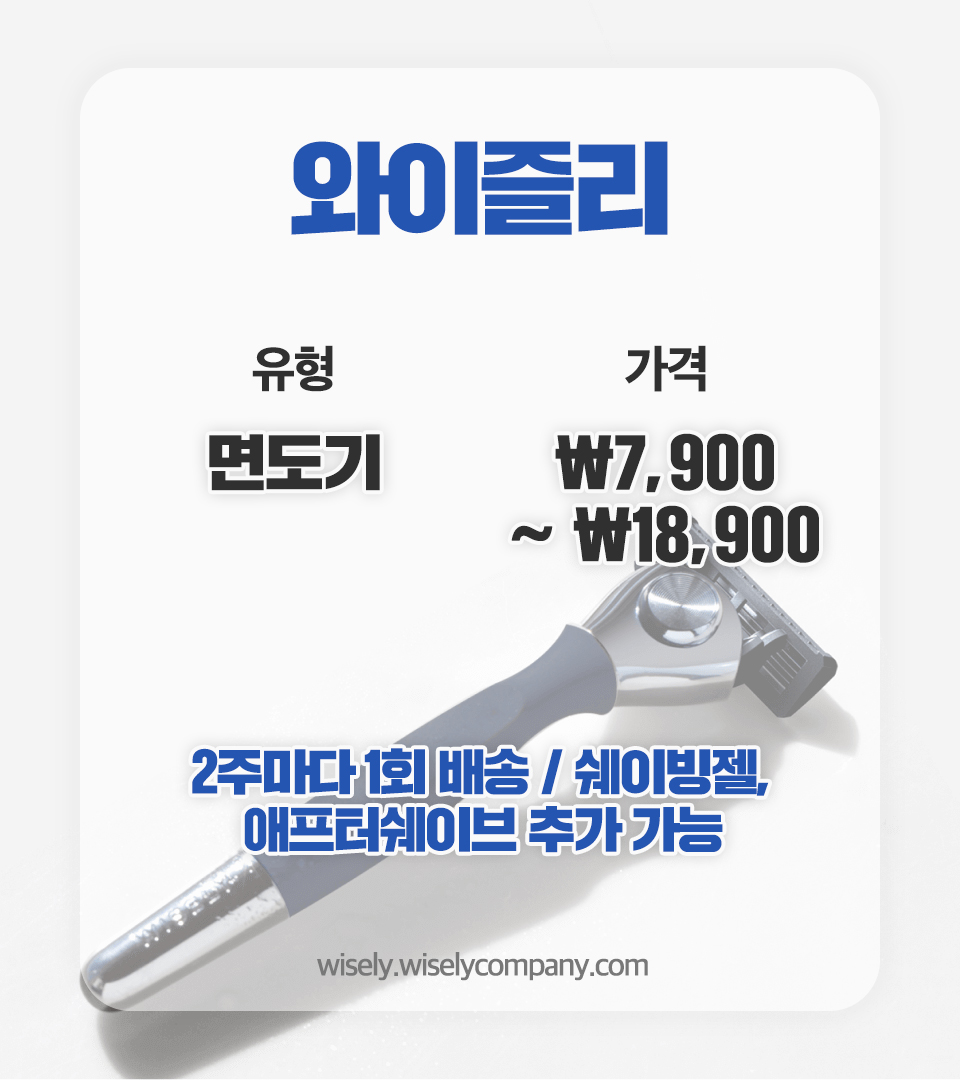 와이즐리
유형
가격
면도기
₩7,900
~ ₩18,900
2주마다 1회 배송 / 쉐이빙젤,
애프터쉐이브 추가 가능
wisely.wiselycompany.com